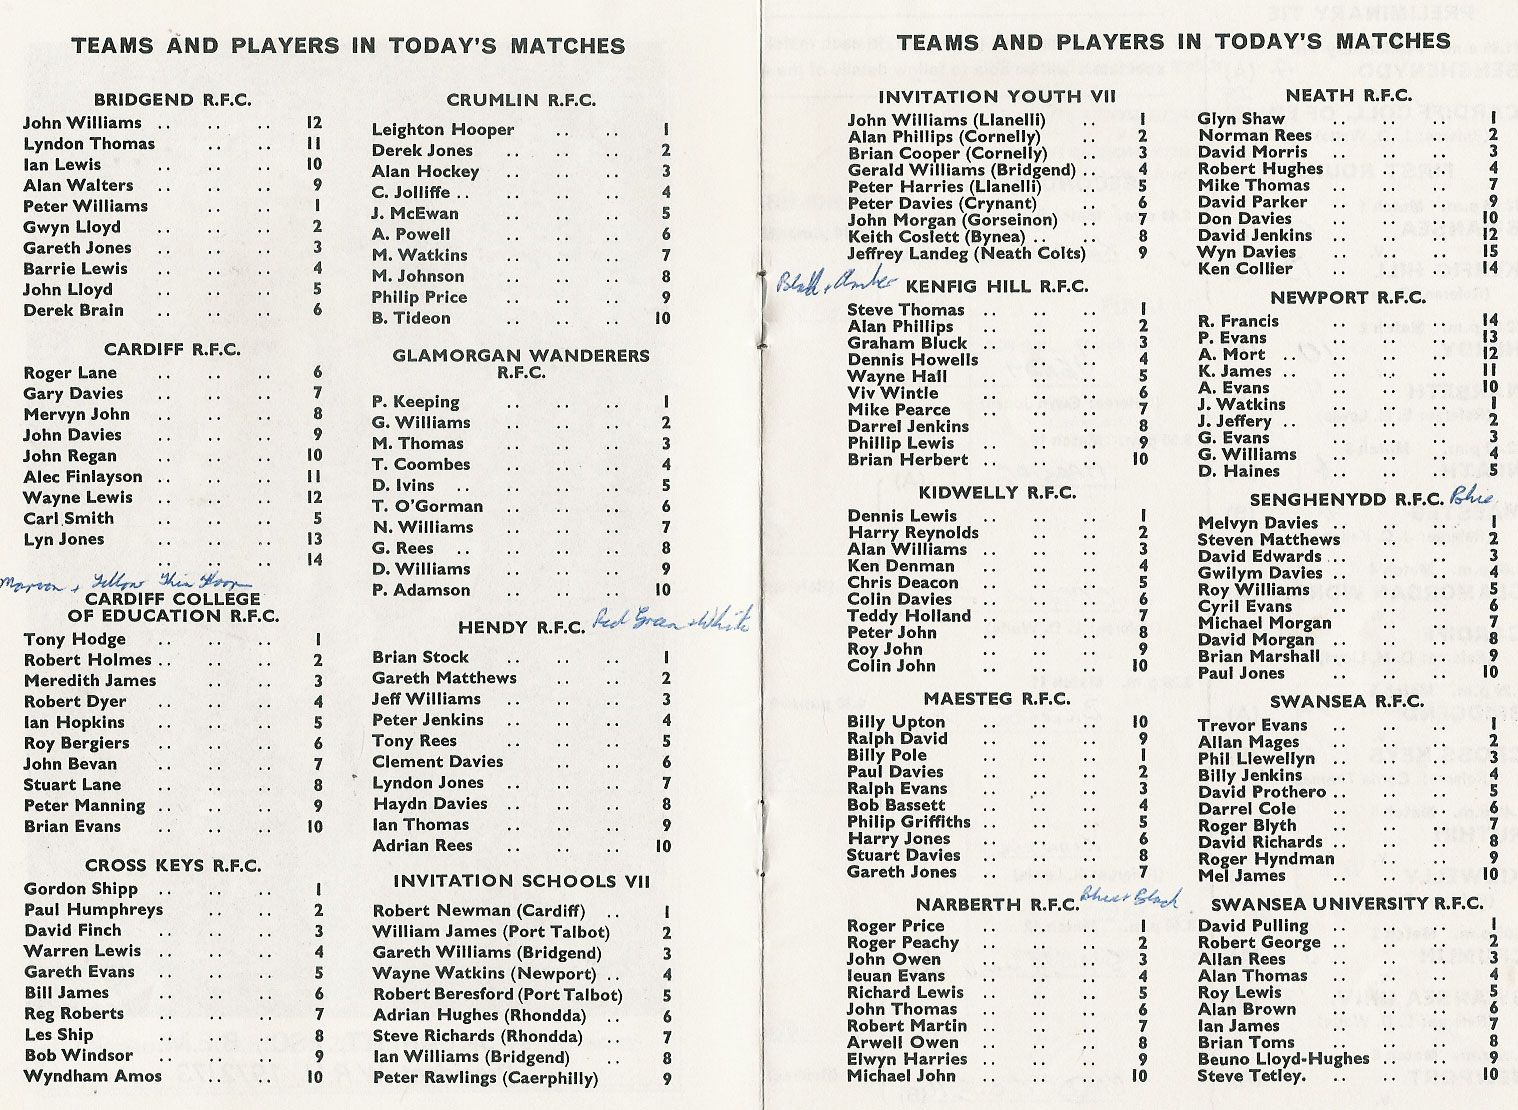 TEAMS AND PLAYERS IN TODAY'S MATCHES
BRIDGEND R.F.C.
John Williams .. .. .. 12
Lyndon Thomas .. .. 11
Ian Lewis .. .. .. 10
Alan Walters .. .. .. 9
Peter Williams .. .. .. 1
Gwyn Lloyd .. .. .. 2
Gareth Jones .. .. .. 3
Barrie Lewis .. .. .. 4
John Lloyd .. .. .. 5
Derek Brain .. .. .. 6
CARDIFF R.F.C.
Roger Lane .. .. .. 6
Gary Davies .. .. .. 7
Mervyn John .. .. .. 8
John Davies .. .. .. 9
John Regan .. .. .. 10
Alec Finlayson .. .. .. 11
Wayne Lewis .. .. .. 12
Carl Smith .. .. .. 5
Lyn Jones .. .. .. 13
.. .. .. 14
Maroon & Yellow Thin Hoop
CARDIFF COLLEGE
OF EDUCATION R.F.C.
Tony Hodge .. .. .. 1
Robert Holmes .. .. .. 2
Meredith James .. .. 3
Robert Dyer .. .. .. 4
Ian Hopkins .. .. .. 5
Roy Bergiers .. .. .. 6
John Bevan .. .. .. 7
Stuart Lane .. .. .. 8
Peter Manning .. .. .. 9
Brian Evans .. .. .. 10
CROSS KEYS R.F.C.
Gordon Shipp .. .. .. 1
Paul Humphreys .. .. 2
David Finch .. .. .. 3
Warren Lewis .. .. .. 4
Gareth Evans .. .. .. 5
Bill James .. .. .. 6
Reg Roberts .. .. .. 7
Les Ship .. .. .. 8
Bob Windsor .. .. .. 9
Wyndham Amos .. .. 10
CRUMLIN R.F.C.
Leighton Hooper .. .. 1
Derek Jones .. .. .. 2
Alan Hockey .. .. .. 3
C. Jolliffe .. .. .. .. 4
J. McEwan .. .. .. 5
A. Powell .. .. .. 6
M. Watkins .. .. .. 7
M. Johnson .. .. .. 8
Philip Price .. .. .. 9
B. Tideon .. .. .. 10
GLAMORGAN WANDERERS
R.F.C.
P. Keeping .. .. .. 1
G. Williams .. .. .. 2
M. Thomas .. .. .. 3
T. Coombes .. .. .. 4
D. Ivins .. .. .. .. 5
T. O'Gorman .. .. .. 6
N. Williams .. .. .. 7
G. Rees .. .. .. .. 8
D. Williams .. .. .. 9
P. Adamson .. .. .. 10
HENDY R.F.C. Red Green & White
Brian Stock .. .. .. 1
Gareth Matthews .. .. 2
Jeff Williams .. .. .. 3
Peter Jenkins .. .. .. 4
Tony Rees .. .. .. 5
Clement Davies .. .. 6
Lyndon Jones .. .. .. 7
Haydn Davies .. .. .. 8
Ian Thomas .. .. .. 9
Adrian Rees .. .. .. 10
INVITATION SCHOOLS VII
Robert Newman (Cardiff) .. 1
William James (Port Talbot) 2
Gareth Williams (Bridgend) 3
Wayne Watkins (Newport) .. 4
Robert Beresford (Port Talbot) 5
Adrian Hughes (Rhondda) .. 6
Steve Richards (Rhondda) .. 7
Ian Williams (Bridgend) .. 8
Peter Rawlings (Caerphilly) 9
TEAMS AND PLAYERS IN TODAY'S MATCHES
INVITATION YOUTH VII
John Williams (Llanelli) .. 1
Alan Phillips (Cornelly) .. 2
Brian Cooper (Cornelly) .. 3
Gerald Williams (Bridgend) .. 4
Peter Harries (Llanelli) .. 5
Peter Davies (Crynant) .. 6
John Morgan (Gorseinon) .. 7
Keith Coslett (Bynea) .. .. 8
Jeffrey Landeg (Neath Colts) 9
Black & Amber KENFIG HILL R.F.C.
Steve Thomas .. .. .. 1
Alan Phillips .. .. .. 2
Graham Bluck .. .. .. 3
Dennis Howells .. .. 4
Wayne Hall .. .. .. 5
Viv Wintle .. .. .. 6
Mike Pearce .. .. .. 7
Darrel Jenkins .. .. .. 8
Phillip Lewis .. .. .. 9
Brian Herbert .. .. .. 10
KIDWELLY R.F.C.
Dennis Lewis .. .. .. 1
Harry Reynolds .. .. 2
Alan Williams .. .. .. 3
Ken Denman .. .. .. 4
Chris Deacon .. .. .. 5
Colin Davies .. .. .. 6
Teddy Holland .. .. .. 7
Peter John .. .. .. 8
Roy John .. .. .. 9
Colin John .. .. .. 10
MAESTEG R.F.C.
Billy Upton .. .. .. 10
Ralph David .. .. .. 9
Billy Pole .. .. .. 1
Paul Davies .. .. .. 2
Ralph Evans .. .. .. 3
Bob Bassett .. .. .. 4
Philip Griffiths .. .. .. 5
Harry Jones .. .. .. 6
Stuart Davies .. .. .. 8
Gareth Jones .. .. .. 7
NARBERTH R.F.C. Blue & Black
Roger Price .. .. .. 1
Roger Peachy .. .. .. 2
John Owen .. .. .. 3
Ieuan Evans .. .. .. 4
Richard Lewis .. .. .. 5
John Thomas .. .. .. 6
Robert Martin .. .. .. 7
Arwell Owen .. .. .. 8
Elwyn Harries .. .. .. 9
Michael John .. .. .. 10
NEATH R.F.C.
Glyn Shaw .. .. .. 1
Norman Rees .. .. .. 2
David Morris .. .. .. 3
Robert Hughes .. .. .. 4
Mike Thomas .. .. .. 7
David Parker .. .. .. 9
Don Davies .. .. .. 10
David Jenkins .. .. .. 12
Wyn Davies .. .. .. 15
Ken Collier .. .. .. 14
NEWPORT R.F.C.
R. Francis .. .. .. 14
P. Evans .. .. .. 13
A. Mort .. .. .. .. 12
K. James .. .. .. .. 11
A. Evans .. .. .. 10
J. Watkins .. .. .. 1
J. Jeffery .. .. .. .. 2
G. Evans .. .. .. 3
G. Williams .. .. .. 4
D. Haines .. .. .. 5
SENGHENYDD R.F.C. Blue
Melvyn Davies .. .. .. 1
Steven Matthews .. .. 2
David Edwards .. .. .. 3
Gwilym Davies .. .. .. 4
Roy Williams .. .. .. 5
Cyril Evans .. .. .. 6
Michael Morgan .. .. 7
David Morgan .. .. .. 8
Brian Marshall .. .. .. 9
Paul Jones .. .. .. 10
SWANSEA R.F.C.
Trevor Evans .. .. .. 1
Allan Mages .. .. .. 2
Phil Llewellyn .. .. .. 3
Billy Jenkins .. .. .. 4
David Prothero .. .. .. 5
Darrel Cole .. .. .. 6
Roger Blyth .. .. .. 7
David Richards .. .. .. 8
Roger Hyndman .. .. 9
Mel James .. .. .. 10
SWANSEA UNIVERSITY R.F.C.
David Pulling .. .. .. 1
Robert George .. .. .. 2
Allan Rees .. .. .. 3
Alan Thomas .. .. .. 4
Roy Lewis .. .. .. 5
Alan Brown .. .. .. 6
Ian James .. .. .. 7
Brian Toms .. .. .. 8
Beuno Lloyd-Hughes .. .. 9
Steve Tetley. .. .. .. 10